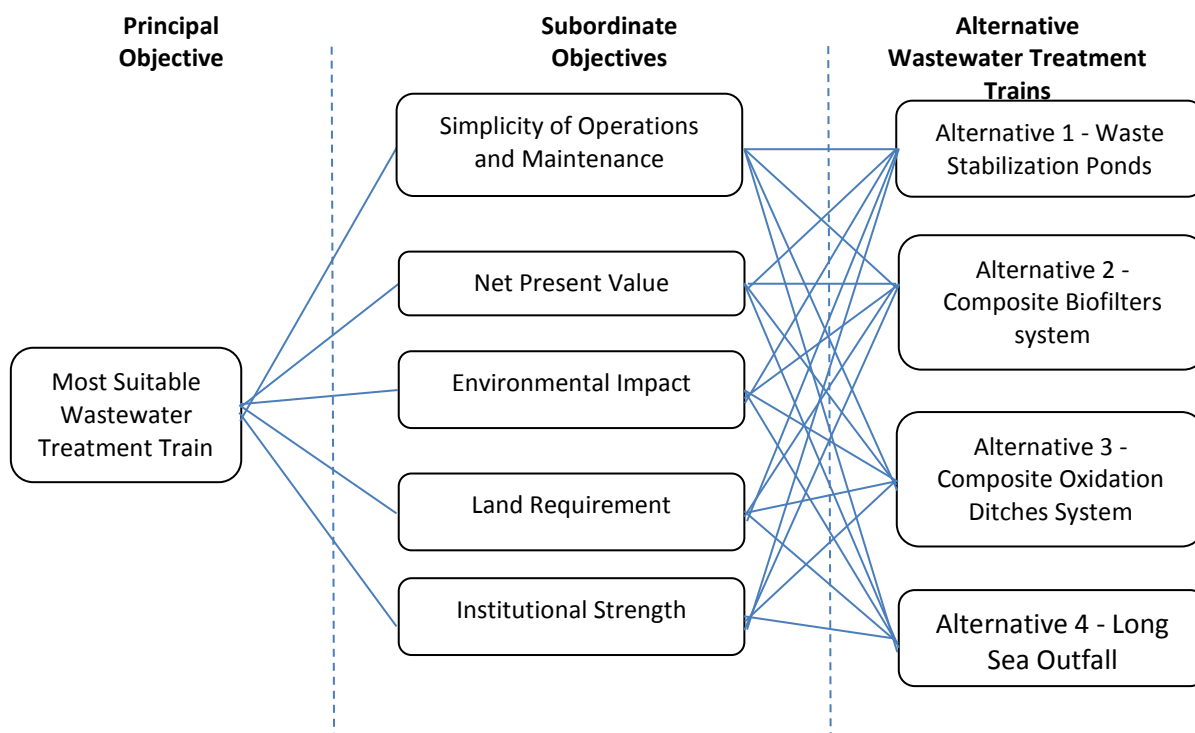 Principal
Objective
Subordinate
Objectives
Alternative
Wastewater Treatment
Trains
Most Suitable
Wastewater
Treatment Train
Simplicity of Operations
and Maintenance
Net Present Value
Environmental Impact
Land Requirement
Institutional Strength
Alternative 1 - Waste
Stabilization Ponds
Alternative 2 -
Composite Biofilters
system
Alternative 3 -
Composite Oxidation
Ditches System
Alternative 4 - Long
Sea Outfall